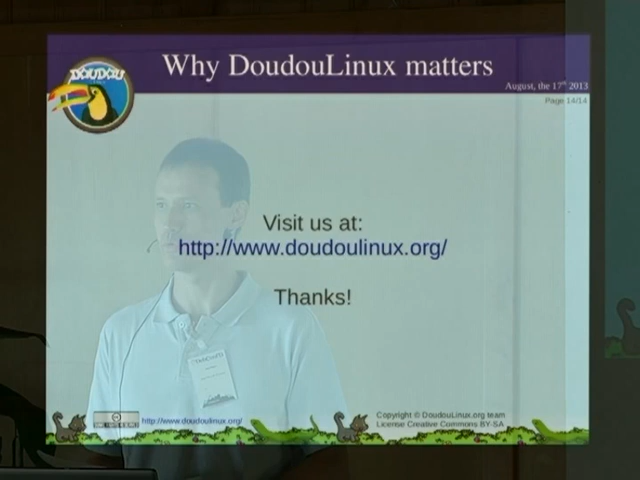 DOUDOU
Why DoudouLinux matters
August, the 17th 2013
Page 14/14
Visit us at:
http://www.doudoulinux.org/
Thanks!
http://www.doudoulinux.org/
Copyright © DoudouLinux.org team
License Creative Commons BY-SA